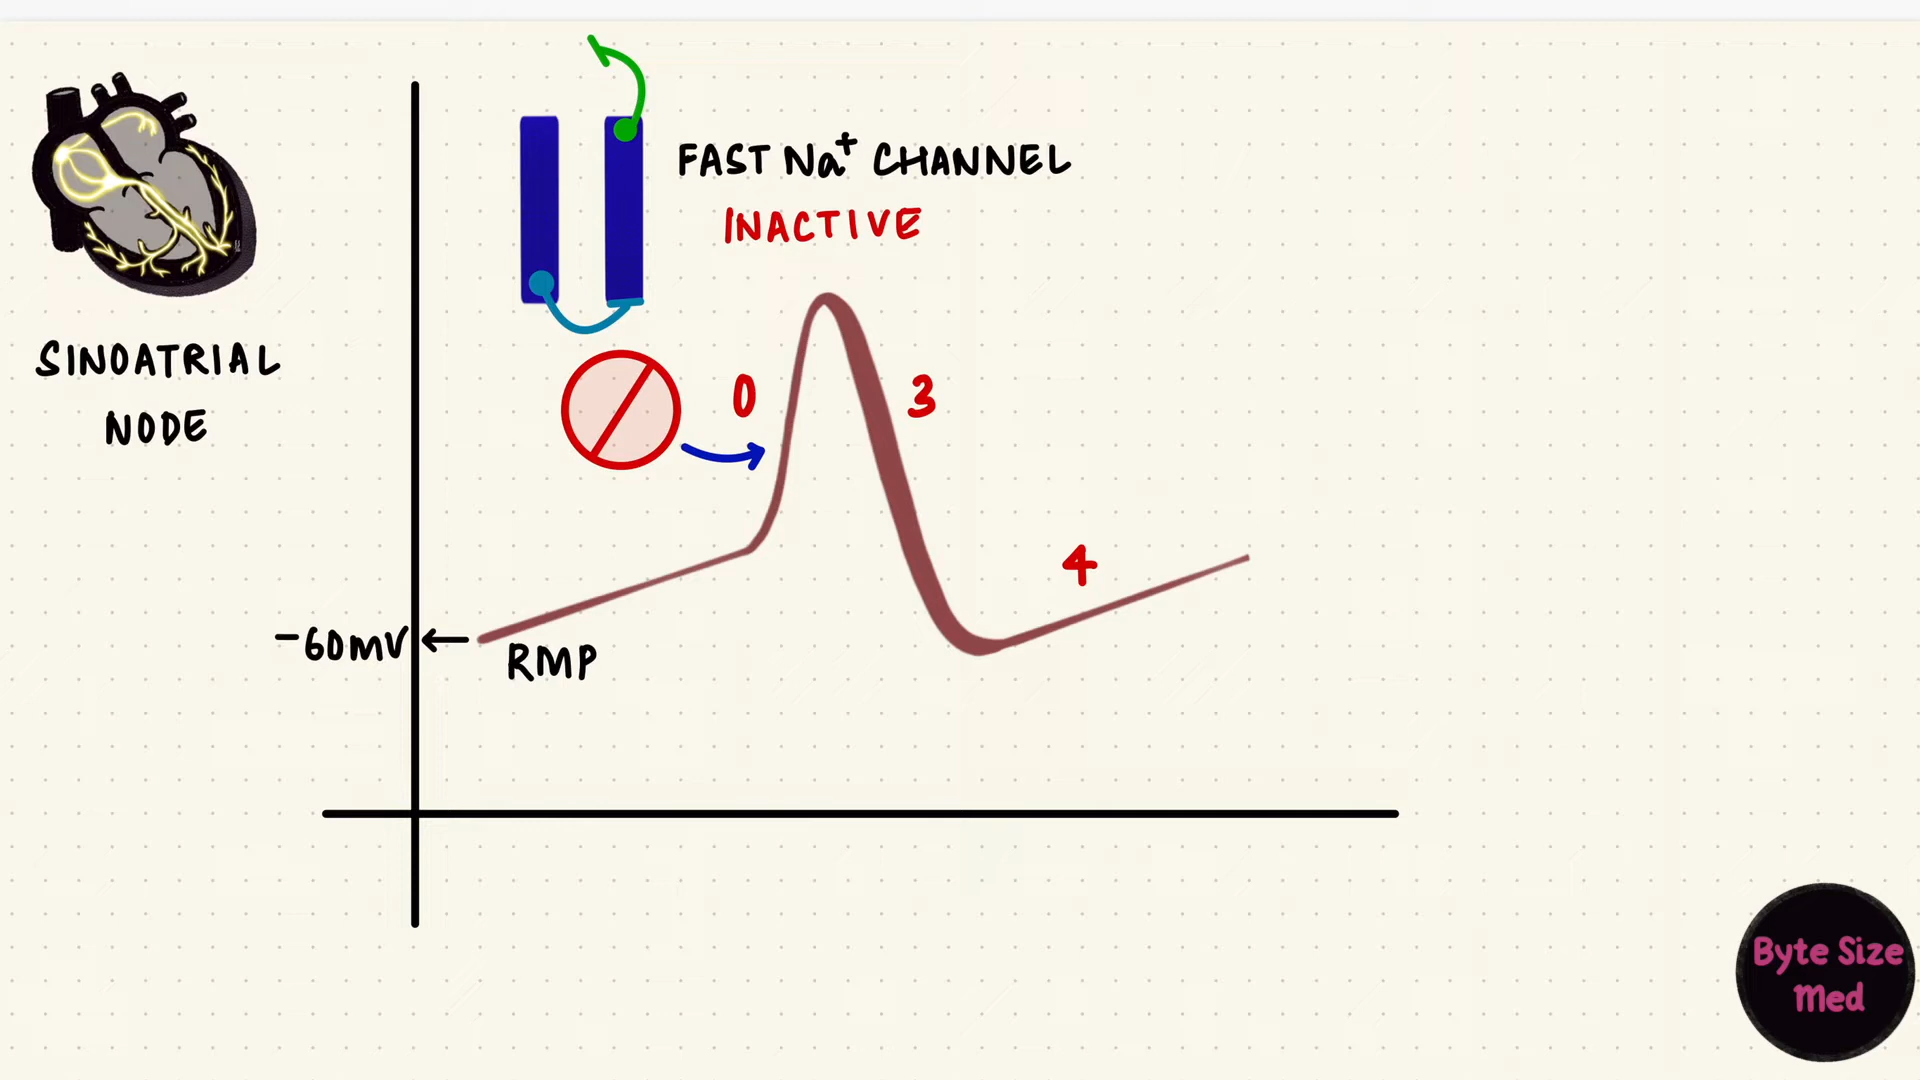 FAST Na+ CHANNEL
INACTIVE
SINOATRIAL
NODE
0
3
4
-60mV
RMP
Byte Size
Med